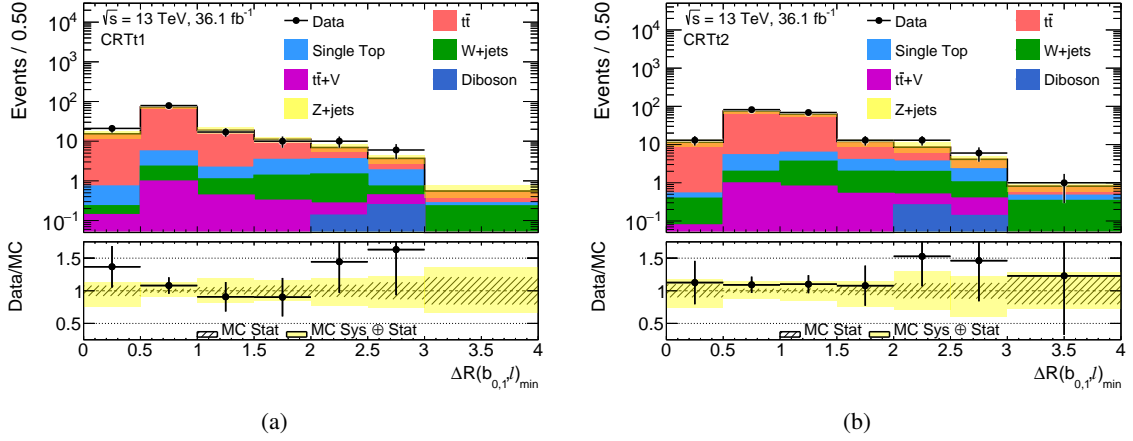 √s = 13 TeV, 36.1 fb⁻¹
CRTt1
Data
tt̄
Single Top
W+jets
tt̄+V
Diboson
Z+jets
Events / 0.50
10⁴
10³
10²
10
1
10⁻¹
Data/MC
1.5
1
0.5
MC Stat
MC Sys ⊕ Stat
0 0.5 1 1.5 2 2.5 3 3.5 4
ΔR(b₀,₁,l)min
(a)
√s = 13 TeV, 36.1 fb⁻¹
CRTt2
Data
tt̄
Single Top
W+jets
tt̄+V
Diboson
Z+jets
Events / 0.50
10⁴
10³
10²
10
1
10⁻¹
Data/MC
1.5
1
0.5
MC Stat
MC Sys ⊕ Stat
0 0.5 1 1.5 2 2.5 3 3.5 4
ΔR(b₀,₁,l)min
(b)